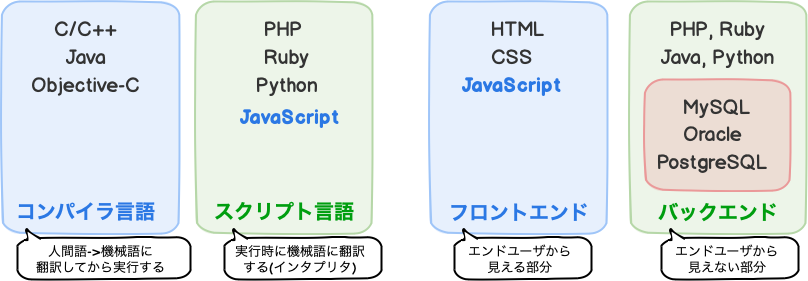 C/C++
Java
Objective-C
コンパイラ言語
人間語->機械語に
翻訳してから実行する
PHP
Ruby
Python
JavaScript
スクリプト言語
実行時に機械語に翻訳
する(インタプリタ)
HTML
CSS
JavaScript
フロントエンド
エンドユーザから
見える部分
PHP, Ruby
Java, Python
MySQL
Oracle
PostgreSQL
バックエンド
エンドユーザから
見えない部分